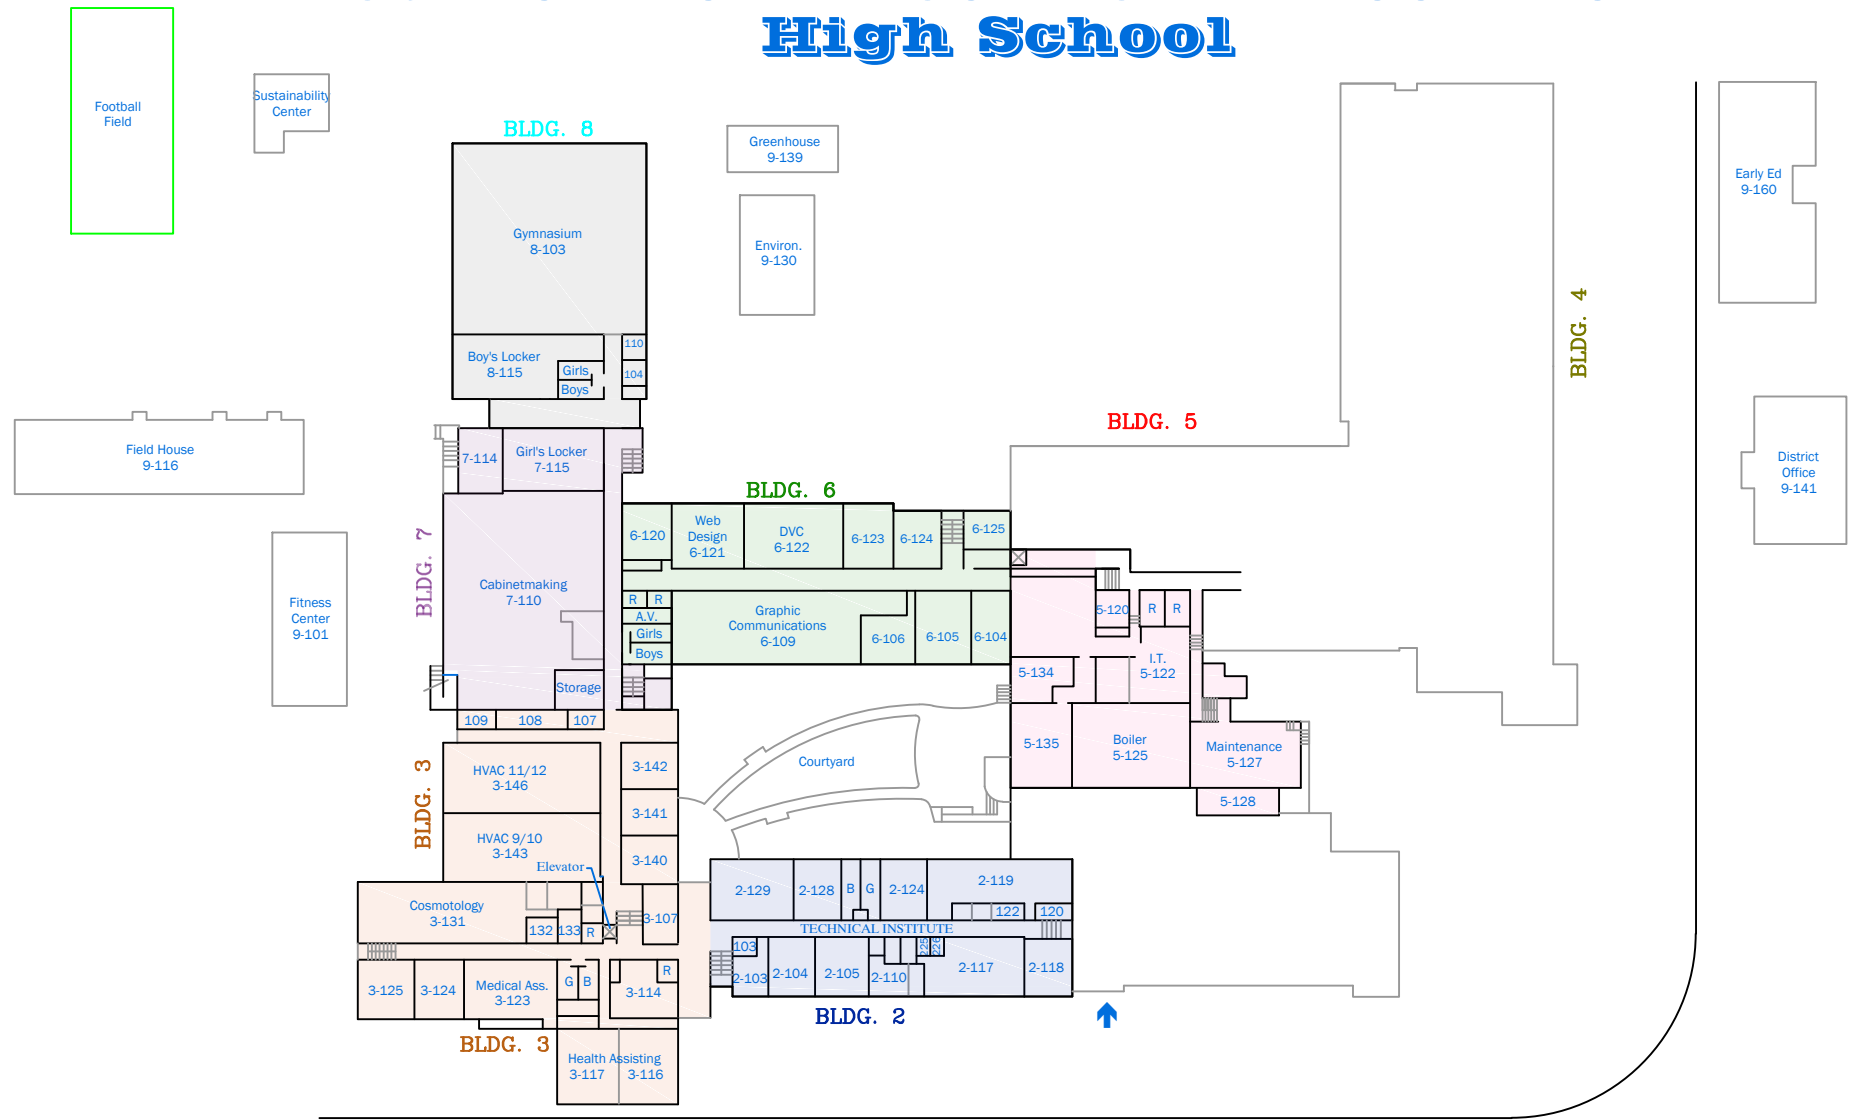 High School
Football
Field
Sustainability
Center
BLDG. 8
Greenhouse
9-139
Early Ed
9-160
Gymnasium
8-103
Environ.
9-130
BLDG. 4
Boy's Locker
8-115
Girls
Boys
110
104
BLDG. 5
Field House
9-116
7-114
Girl's Locker
7-115
District
Office
9-141
BLDG. 6
BLDG. 7
6-120
Web
Design
6-121
DVC
6-122
6-123
6-124
6-125
Fitness
Center
9-101
Cabinetmaking
7-110
R
R
A.V.
Girls
Boys
Graphic
Communications
6-109
6-106
6-105
6-104
5-120
R
R
I.T.
5-122
5-134
Storage
109
108
107
5-135
Boiler
5-125
Maintenance
5-127
5-128
Courtyard
BLDG. 3
HVAC 11/12
3-146
3-142
3-141
HVAC 9/10
3-143
3-140
Elevator
Cosmotology
3-131
132
133
R
3-107
2-129
2-128
B
G
2-124
2-119
122
120
TECHNICAL INSTITUTE
103
2-103
2-104
2-105
2-110
225
226
2-117
2-118
3-125
3-124
Medical Ass.
3-123
G
B
3-114
R
BLDG. 2
BLDG. 3
Health Assisting
3-117
3-116